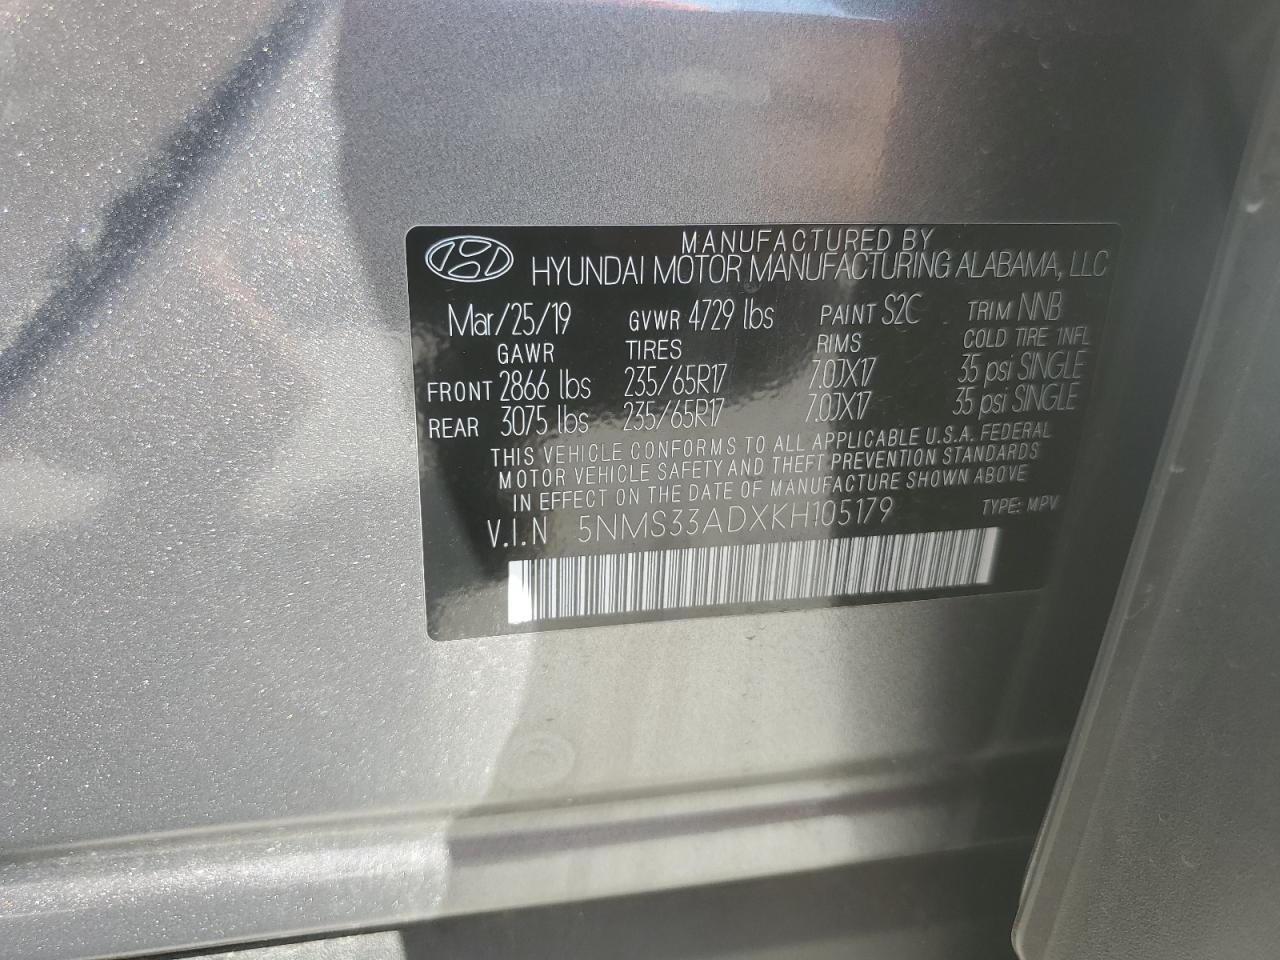 MANUFACTURED BY
HYUNDAI MOTOR MANUFACTURING ALABAMA, LLC
Mar/25/19 GVWR 4729 lbs PAINT S2C TRIM NNB
GAWR TIRES RIMS COLD TIRE INFL
FRONT 2866 lbs 235/65R17 7.0JX17 35 psi SINGLE
REAR 3075 lbs 235/65R17 7.0JX17 35 psi SINGLE
THIS VEHICLE CONFORMS TO ALL APPLICABLE U.S.A. FEDERAL
MOTOR VEHICLE SAFETY AND THEFT PREVENTION STANDARDS
IN EFFECT ON THE DATE OF MANUFACTURE SHOWN ABOVE
V.I.N 5NMS33ADXKH105179 TYPE: MPV